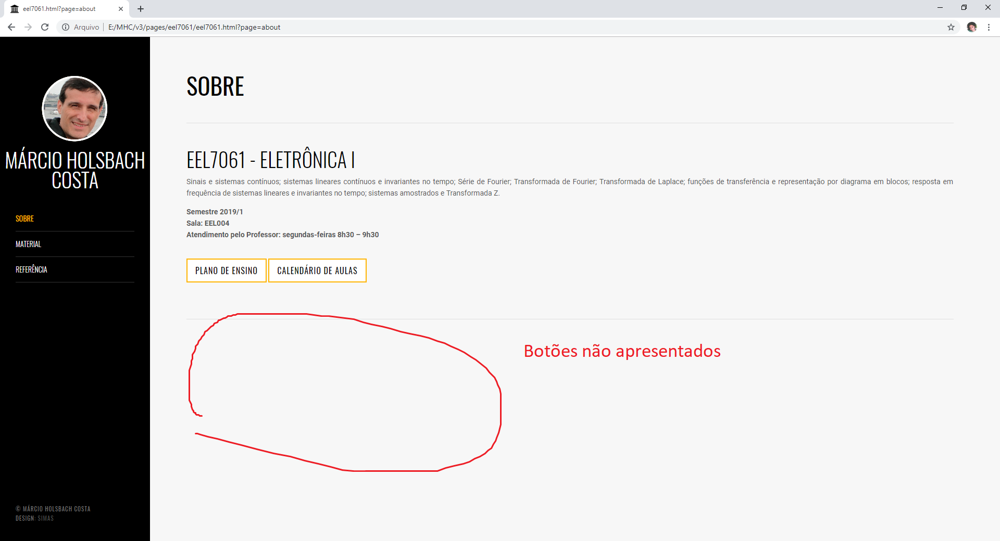 eel7061.html?page=about
Arquivo | E:/MHC/v3/pages/eel7061/eel7061.html?page=about
MÁRCIO HOLSBACH
COSTA
SOBRE
MATERIAL
REFERÊNCIA
© MÁRCIO HOLSBACH COSTA
DESIGN: SIMAS
SOBRE
EEL7061 - ELETRÔNICA I
Sinais e sistemas contínuos; sistemas lineares contínuos e invariantes no tempo; Série de Fourier; Transformada de Fourier; Transformada de Laplace; funções de transferência e representação por diagrama em blocos; resposta em
frequência de sistemas lineares e invariantes no tempo; sistemas amostrados e Transformada Z.
Semestre 2019/1
Sala: EEL004
Atendimento pelo Professor: segundas-feiras 8h30 – 9h30
PLANO DE ENSINO CALENDÁRIO DE AULAS
Botões não apresentados